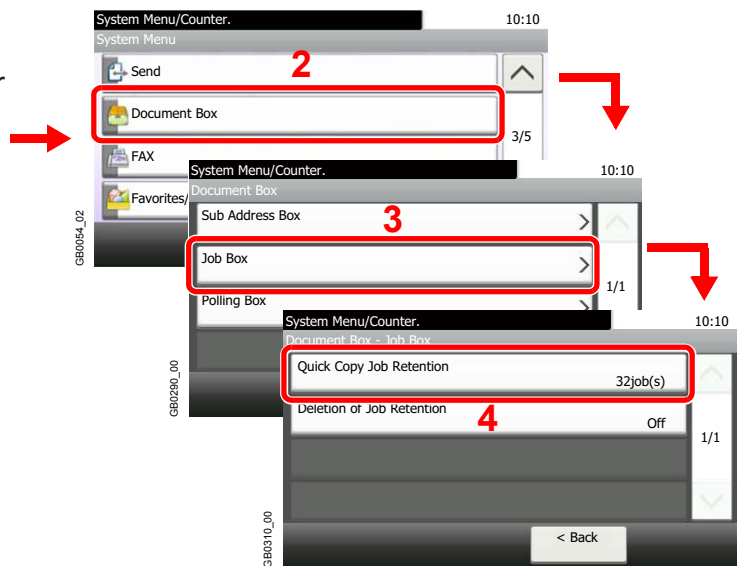 System Menu/Counter. 10:10
System Menu
Send
2
Document Box
3/5
FAX
Favorites/
GB0054_02
System Menu/Counter. 10:10
Document Box
Sub Address Box
3
Job Box
1/1
Polling Box
GB0290_00
System Menu/Counter. 10:10
Document Box - Job Box
Quick Copy Job Retention
32job(s)
Deletion of Job Retention
4
Off
1/1
< Back
GB0310_00
r